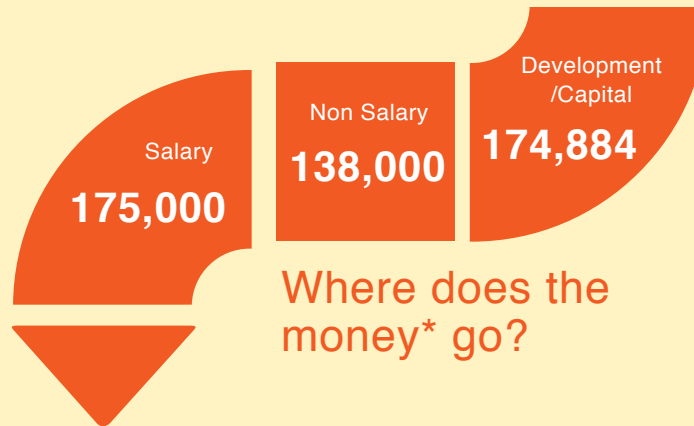 Salary
175,000
Non Salary
138,000
Development
/Capital
174,884
Where does the
money* go?